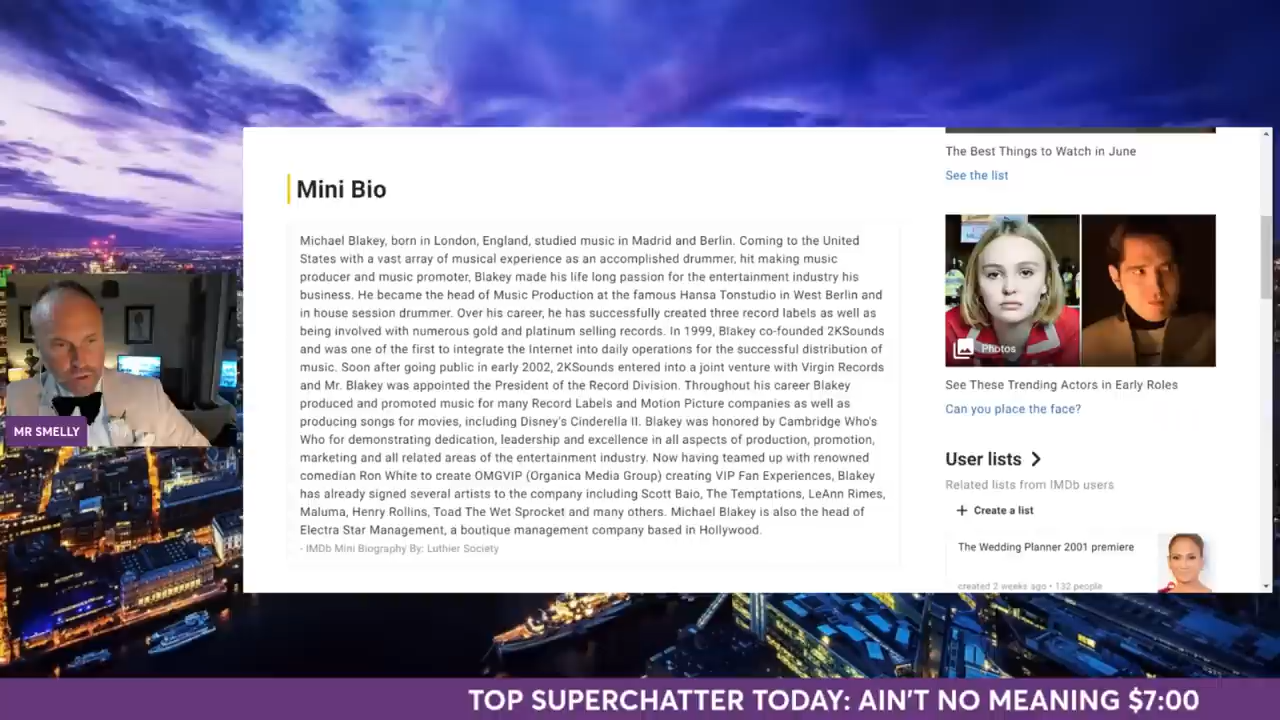 Mini Bio
Michael Blakey, born in London, England, studied music in Madrid and Berlin. Coming to the United
States with a vast array of musical experience as an accomplished drummer, hit making music
producer and music promoter, Blakey made his life long passion for the entertainment industry his
business. He became the head of Music Production at the famous Hansa Tonstudio in West Berlin and
in house session drummer. Over his career, he has successfully created three record labels as well as
being involved with numerous gold and platinum selling records. In 1999, Blakey co-founded 2KSounds
and was one of the first to integrate the Internet into daily operations for the successful distribution of
music. Soon after going public in early 2002, 2KSounds entered into a joint venture with Virgin Records
and Mr. Blakey was appointed the President of the Record Division. Throughout his career Blakey
produced and promoted music for many Record Labels and Motion Picture companies as well as
producing songs for movies, including Disney's Cinderella II. Blakey was honored by Cambridge Who's
Who for demonstrating dedication, leadership and excellence in all aspects of production, promotion,
marketing and all related areas of the entertainment industry. Now having teamed up with renowned
comedian Ron White to create OMGVIP (Organica Media Group) creating VIP Fan Experiences, Blakey
has already signed several artists to the company including Scott Baio, The Temptations, LeAnn Rimes,
Maluma, Henry Rollins, Toad The Wet Sprocket and many others. Michael Blakey is also the head of
Electra Star Management, a boutique management company based in Hollywood.
- IMDb Mini Biography By: Luthier Society
The Best Things to Watch in June
See the list
Photos
See These Trending Actors in Early Roles
Can you place the face?
User lists
Related lists from IMDb users
+ Create a list
The Wedding Planner 2001 premiere
created 2 weeks ago • 132 people
MR SMELLY
TOP SUPERCHATTER TODAY: AIN'T NO MEANING $7:00